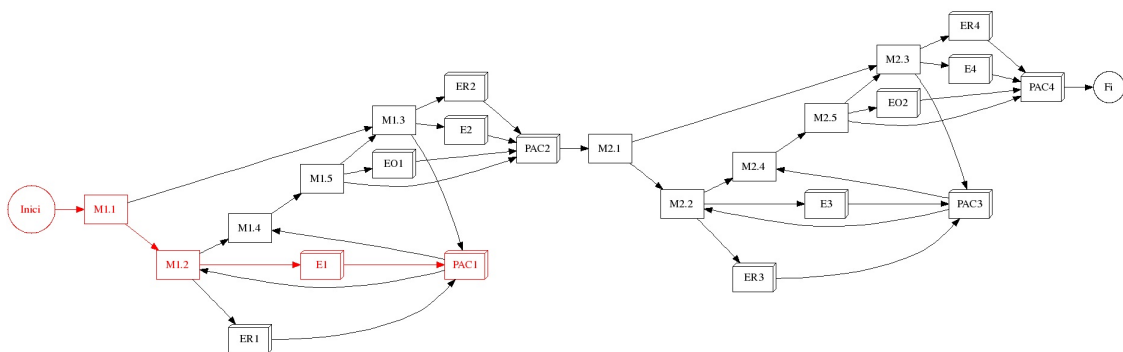 Inici
M1.1
M1.2
M1.4
M1.5
M1.3
ER2
E2
EO1
E1
ER1
PAC1
PAC2
M2.1
M2.2
M2.4
M2.5
M2.3
ER4
E4
EO2
E3
ER3
PAC3
PAC4
Fi